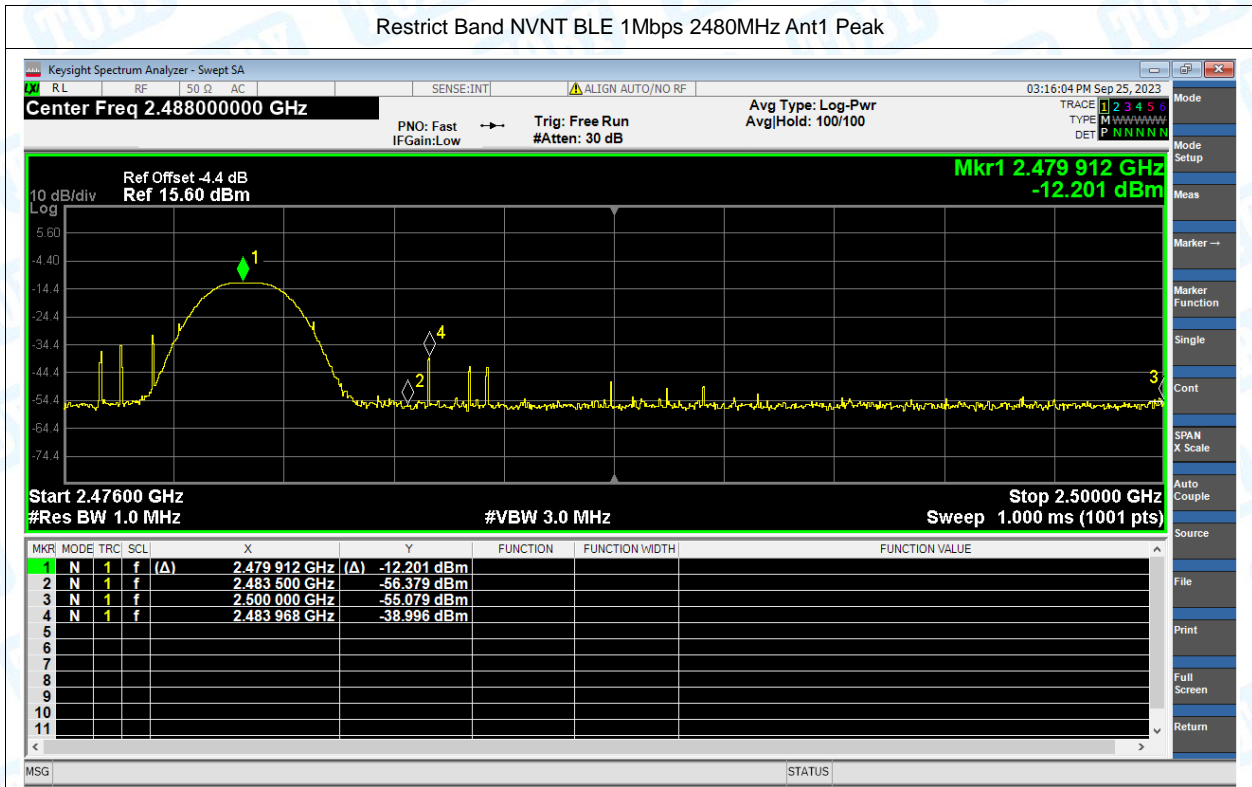 Restrict Band NVNT BLE 1Mbps 2480MHz Ant1 Peak
Keysight Spectrum Analyzer - Swept SA
LXI RL RF 50 Ω AC SENSE:INT ALIGN AUTO/NO RF 03:16:04 PM Sep 25, 2023
Center Freq 2.488000000 GHz
PNO: Fast
IFGain:Low
Trig: Free Run
#Atten: 30 dB
Avg Type: Log-Pwr
Avg|Hold: 100/100
TRACE 1 2 3 4 5 6
TYPE M WWWWW
DET P N N N N N
Mkr1 2.479 912 GHz
-12.201 dBm
Ref Offset -4.4 dB
10 dB/div Ref 15.60 dBm
Log
5.60
-4.40
-14.4
-24.4
-34.4
-44.4
-54.4
-64.4
-74.4
1
4
2
3
Start 2.47600 GHz Stop 2.50000 GHz
#Res BW 1.0 MHz #VBW 3.0 MHz Sweep 1.000 ms (1001 pts)
MKR MODE TRC SCL X Y FUNCTION FUNCTION WIDTH FUNCTION VALUE
1 N 1 f (Δ) 2.479 912 GHz (Δ) -12.201 dBm
2 N 1 f 2.483 500 GHz -56.379 dBm
3 N 1 f 2.500 000 GHz -55.079 dBm
4 N 1 f 2.483 968 GHz -38.996 dBm
5
6
7
8
9
10
11
MSG STATUS
Mode
Mode
Setup
Meas
Marker→
Marker
Function
Single
Cont
SPAN
X Scale
Auto
Couple
Source
File
Print
Full
Screen
Return
TOBY